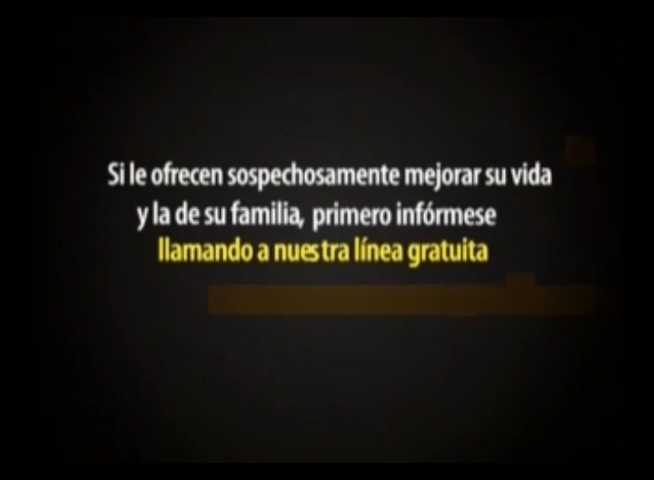 Si le ofrecen sospechosamente mejorar su vida
y la de su familia, primero infórmese
llamando a nuestra línea gratuita